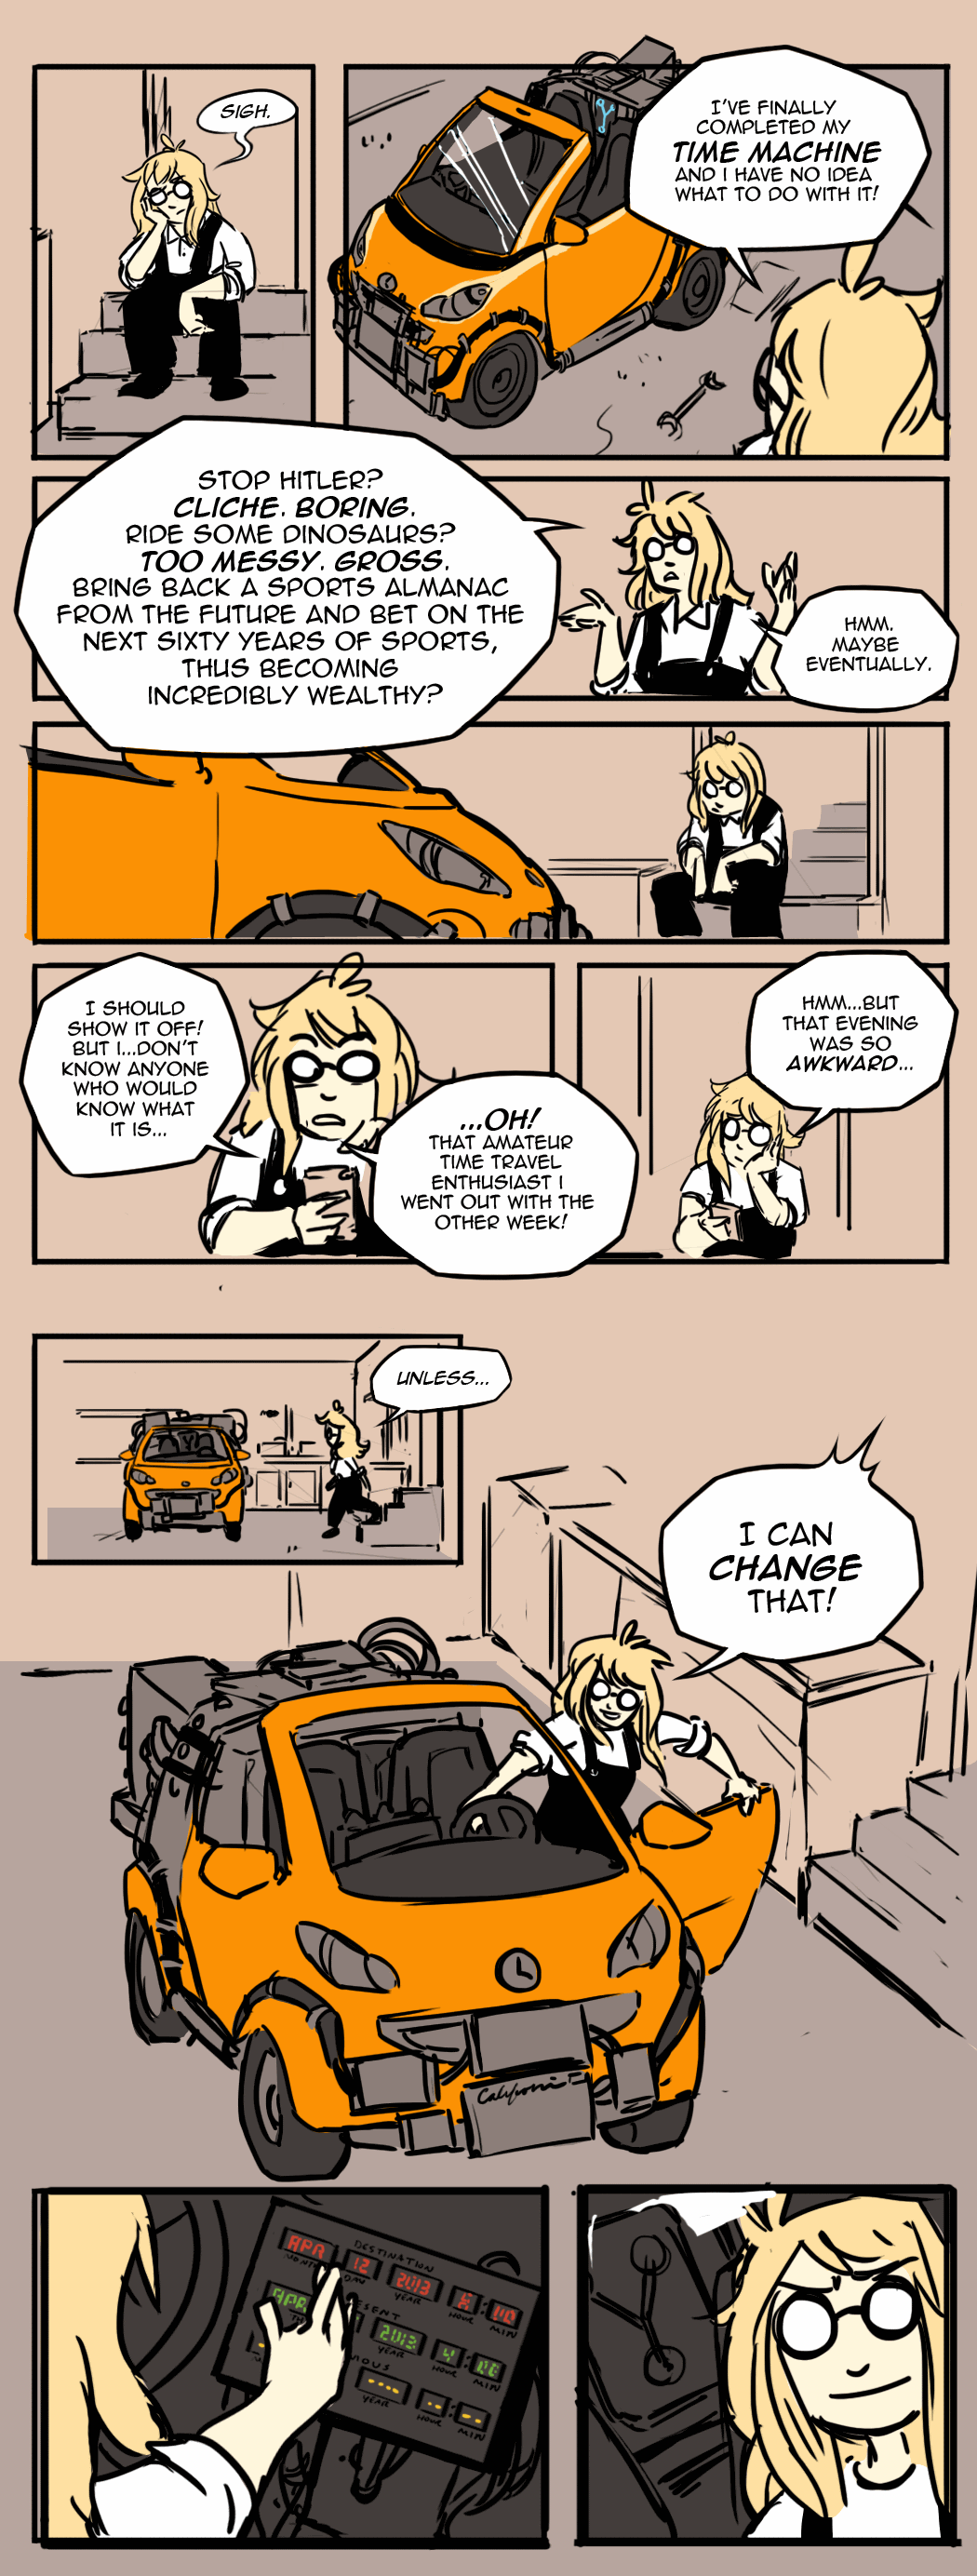 SIGH.
I'VE FINALLY
COMPLETED MY
TIME MACHINE
AND I HAVE NO IDEA
WHAT TO DO WITH IT!
STOP HITLER?
CLICHE. BORING.
RIDE SOME DINOSAURS?
TOO MESSY. GROSS.
BRING BACK A SPORTS ALMANAC
FROM THE FUTURE AND BET ON THE
NEXT SIXTY YEARS OF SPORTS,
THUS BECOMING
INCREDIBLY WEALTHY?
HMM.
MAYBE
EVENTUALLY.
I SHOULD
SHOW IT OFF!
BUT I...DON'T
KNOW ANYONE
WHO WOULD
KNOW WHAT
IT IS...
...OH!
THAT AMATEUR
TIME TRAVEL
ENTHUSIAST I
WENT OUT WITH THE
OTHER WEEK!
HMM...BUT
THAT EVENING
WAS SO
AWKWARD...
UNLESS...
I CAN
CHANGE
THAT!
California
DESTINATION
APR 12 2013
MONTH DAY YEAR HOUR MIN
APR 2013 4
YEAR HOUR MIN
YEAR HOUR MIN